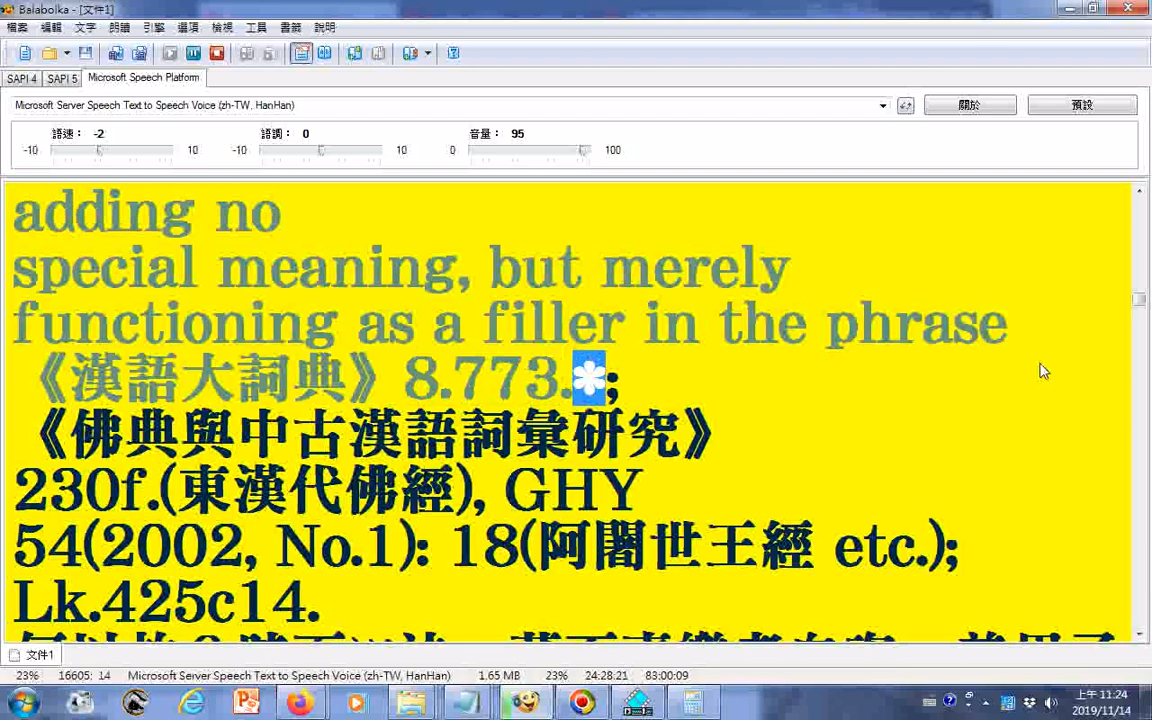 Balabolka - [文件1]
檔案 編輯 文字 朗讀 引擎 選項 檢視 工具 書籤 說明
SAPI 4 SAPI 5 Microsoft Speech Platform
Microsoft Server Speech Text to Speech Voice (zh-TW, HanHan) 關於 預設
語速： -2 語調： 0 音量： 95
-10 10 -10 10 0 100
adding no
special meaning, but merely
functioning as a filler in the phrase
《漢語大詞典》8.773.*;
《佛典與中古漢語詞彙研究》
230f.(東漢代佛經), GHY
54(2002, No.1): 18(阿闍世王經 etc.);
Lk.425c14.
文件1
23% 16605: 14 Microsoft Server Speech Text to Speech Voice (zh-TW, HanHan) 1.65 MB 23% 24:28:21 83:00:09
上午 11:24
2019/11/14